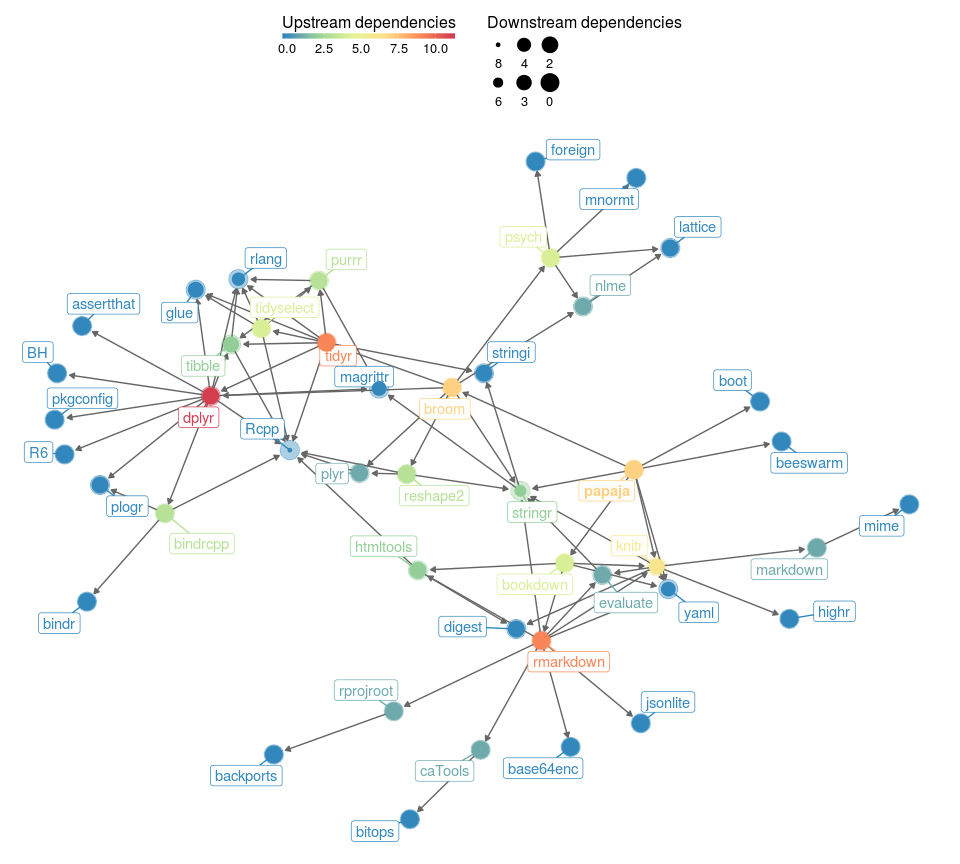 Upstream dependencies
Downstream dependencies
0.0 2.5 5.0 7.5 10.0
8 4 2
6 3 0
foreign
mnormt
lattice
psych
rlang
purrr
nlme
assertthat
glue
tidyselect
BH
tibble
tidyr
stringi
magrittr
boot
pkgconfig
dplyr
broom
Rcpp
R6
beeswarm
plyr
papaja
reshape2
plogr
stringr
mime
bindrcpp
htmltools
knitr
markdown
bookdown
evaluate
bindr
digest
yaml
highr
rmarkdown
rprojroot
jsonlite
backports
caTools
base64enc
bitops